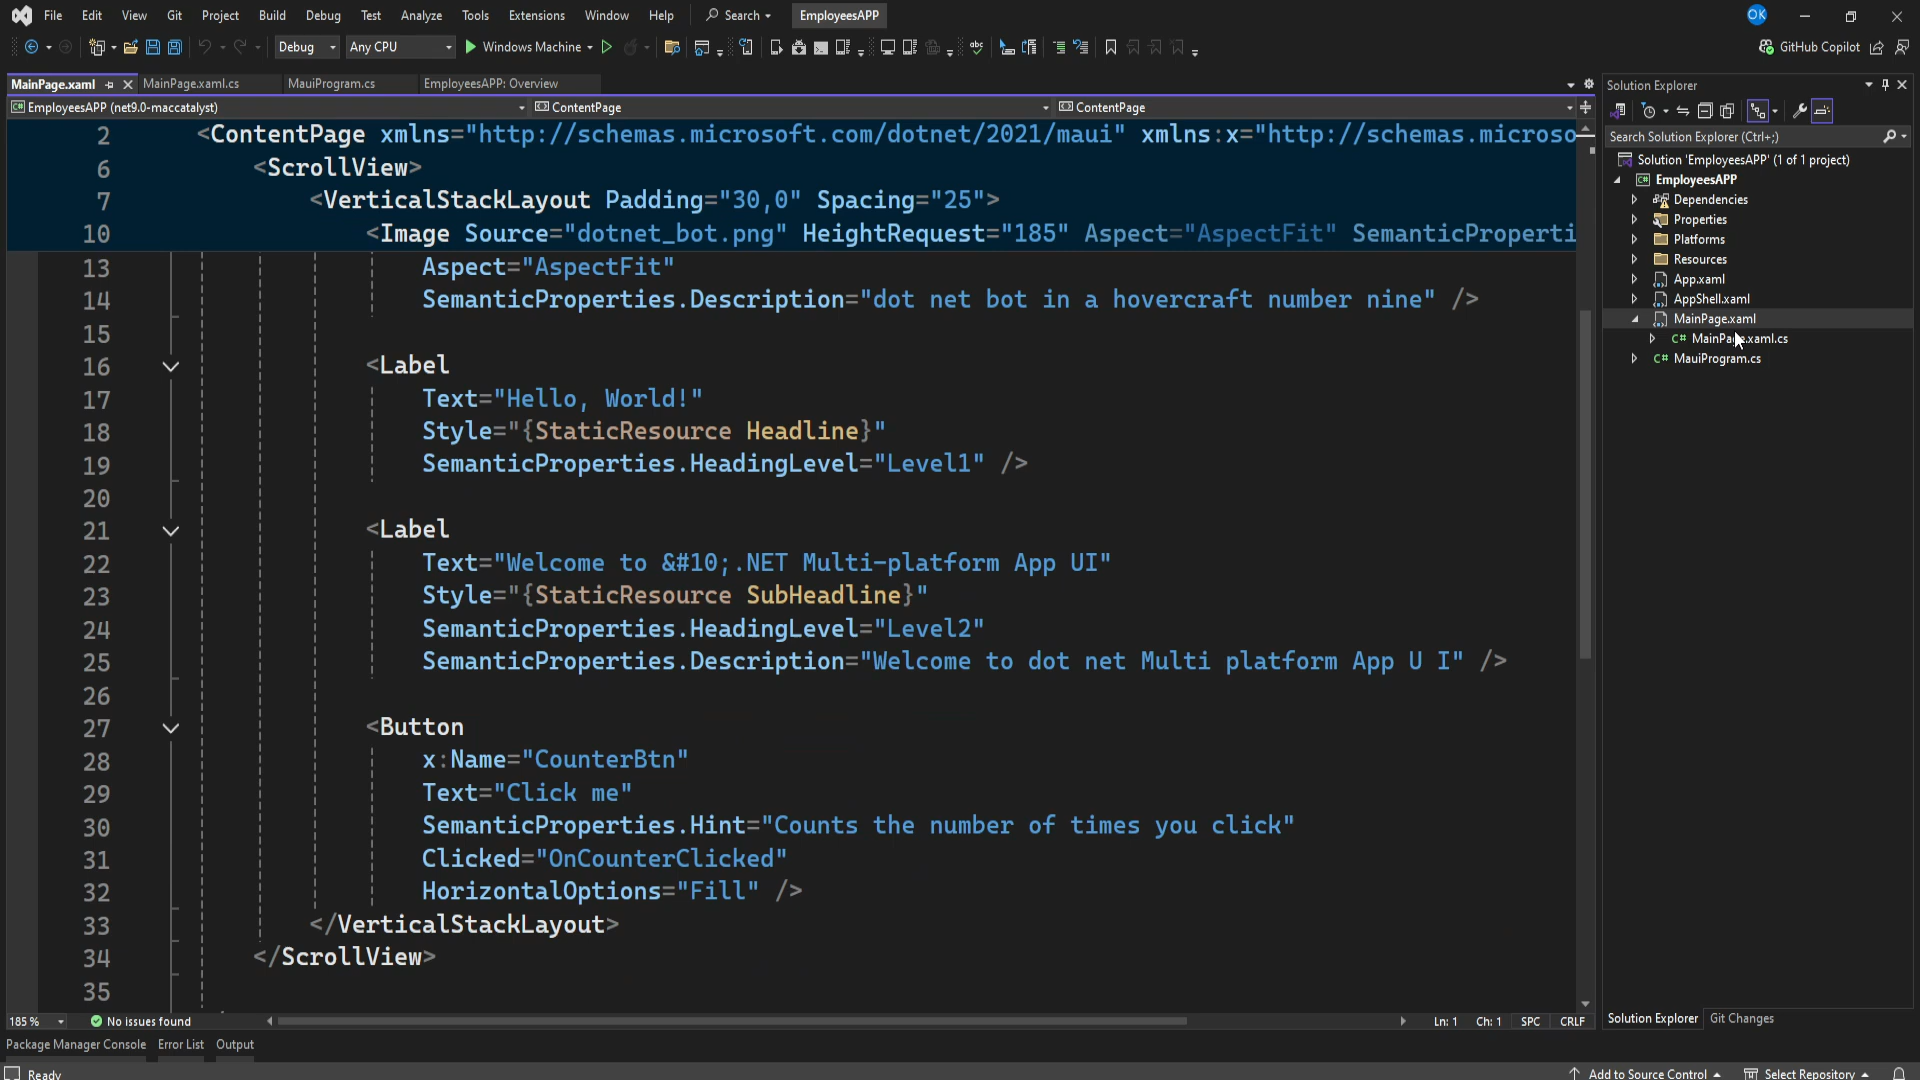 File Edit View Git Project Build Debug Test Analyze Tools Extensions Window Help Search EmployeesAPP OK
Debug Any CPU Windows Machine GitHub Copilot
MainPage.xaml MainPage.xaml.cs MauiProgram.cs EmployeesAPP: Overview
EmployeesAPP (net9.0-maccatalyst) ContentPage ContentPage
2 <ContentPage xmlns="http://schemas.microsoft.com/dotnet/2021/maui" xmlns:x="http://schemas.microso
6 <ScrollView>
7 <VerticalStackLayout Padding="30,0" Spacing="25">
10 <Image Source="dotnet_bot.png" HeightRequest="185" Aspect="AspectFit" SemanticProperti
13 Aspect="AspectFit"
14 SemanticProperties.Description="dot net bot in a hovercraft number nine" />
15
16 <Label
17 Text="Hello, World!"
18 Style="{StaticResource Headline}"
19 SemanticProperties.HeadingLevel="Level1" />
20
21 <Label
22 Text="Welcome to &#10;.NET Multi-platform App UI"
23 Style="{StaticResource SubHeadline}"
24 SemanticProperties.HeadingLevel="Level2"
25 SemanticProperties.Description="Welcome to dot net Multi platform App U I" />
26
27 <Button
28 x:Name="CounterBtn"
29 Text="Click me"
30 SemanticProperties.Hint="Counts the number of times you click"
31 Clicked="OnCounterClicked"
32 HorizontalOptions="Fill" />
33 </VerticalStackLayout>
34 </ScrollView>
35
185 % No issues found Ln: 1 Ch: 1 SPC CRLF
Solution Explorer
Search Solution Explorer (Ctrl+;)
Solution 'EmployeesAPP' (1 of 1 project)
EmployeesAPP
Dependencies
Properties
Platforms
Resources
App.xaml
AppShell.xaml
MainPage.xaml
C# MainPage.xaml.cs
C# MauiProgram.cs
Solution Explorer Git Changes
Package Manager Console Error List Output
Ready Add to Source Control Select Repository